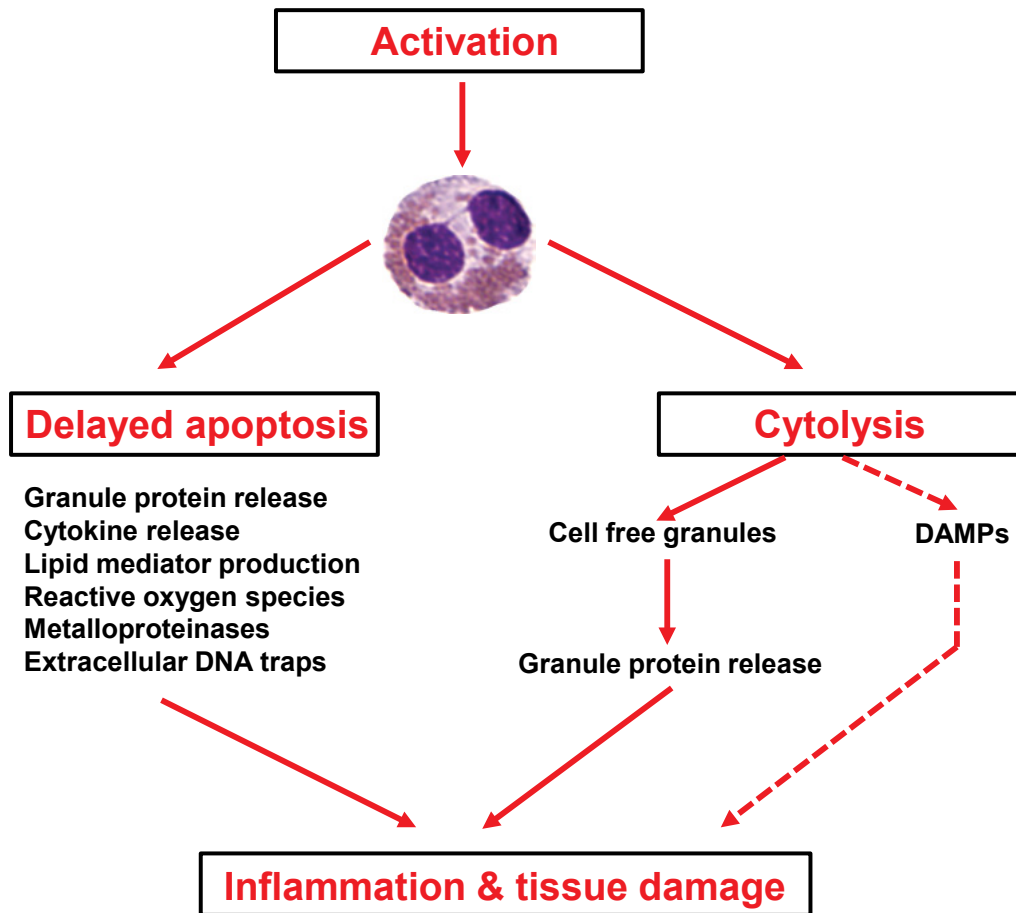 Activation
Delayed apoptosis
Granule protein release
Cytokine release
Lipid mediator production
Reactive oxygen species
Metalloproteinases
Extracellular DNA traps
Cytolysis
Cell free granules
DAMPs
Granule protein release
Inflammation & tissue damage